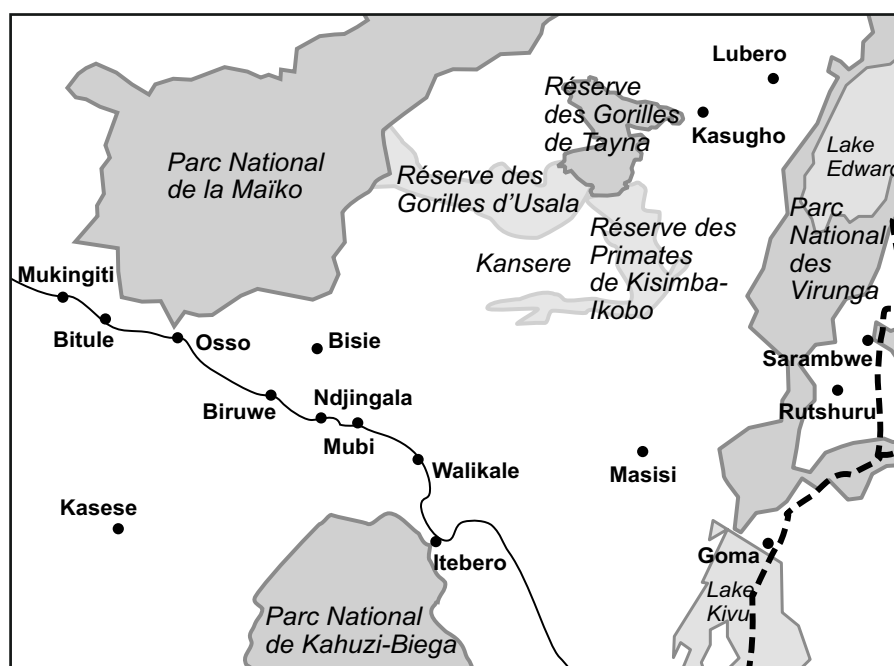 Lubero
Réserve
des Gorilles
de Tayna
Kasugho
Lake
Edward
Parc National
de la Maïko
Réserve des
Gorilles d'Usala
Parc
National
des
Virunga
Réserve des
Primates
de Kisimba-
Ikobo
Kansere
Mukingiti
Bitule
Osso
Bisie
Sarambwe
Biruwe
Ndjingala
Rutshuru
Mubi
Walikale
Masisi
Kasese
Goma
Itebero
Lake
Kivu
Parc National
de Kahuzi-Biega